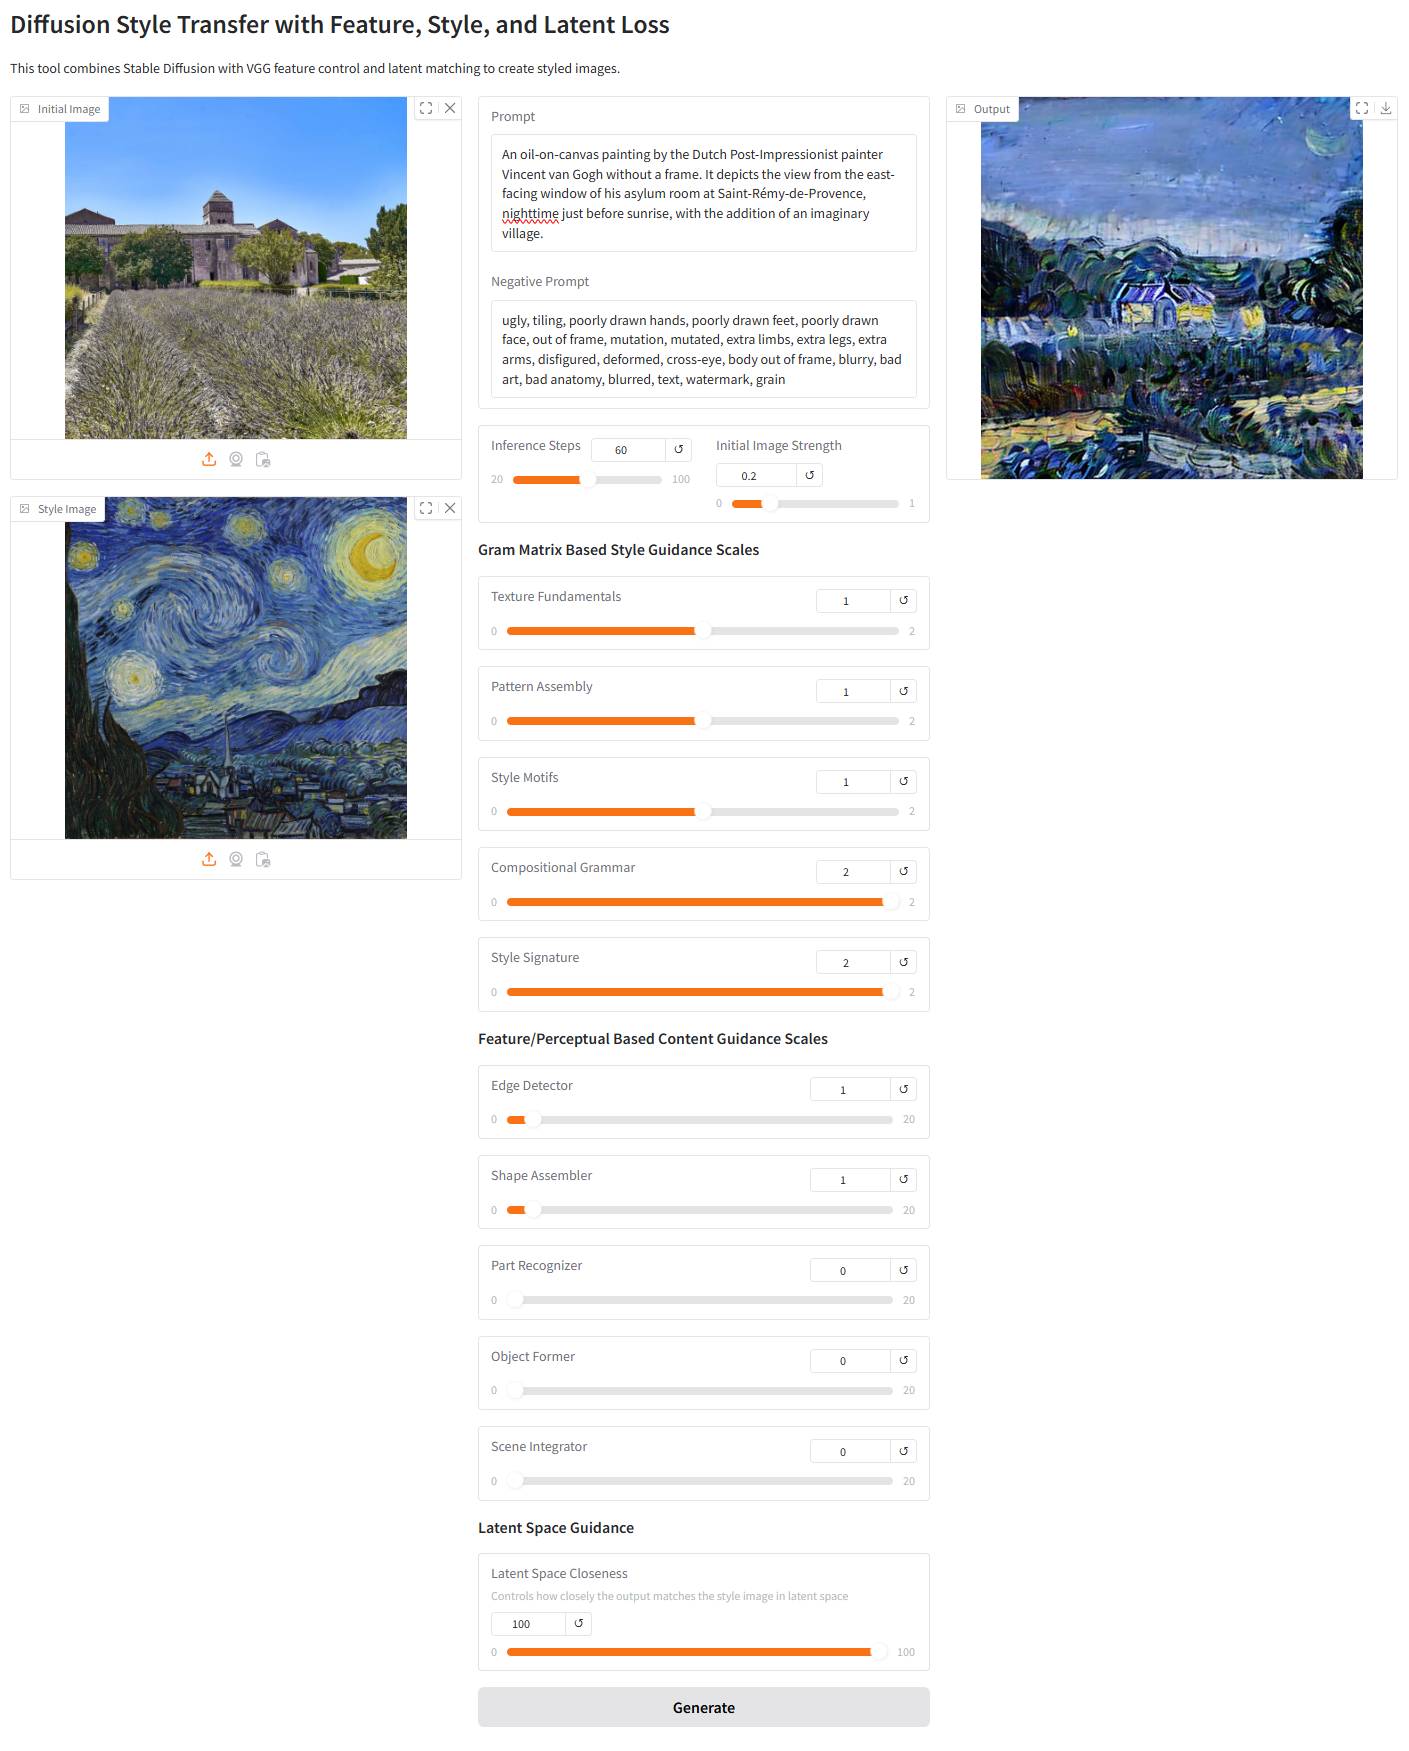 Diffusion Style Transfer with Feature, Style, and Latent Loss
This tool combines Stable Diffusion with VGG feature control and latent matching to create styled images.
Initial Image
Style Image
Prompt
An oil-on-canvas painting by the Dutch Post-Impressionist painter
Vincent van Gogh without a frame. It depicts the view from the east-
facing window of his asylum room at Saint-Rémy-de-Provence,
nighttime just before sunrise, with the addition of an imaginary
village.
Negative Prompt
ugly, tiling, poorly drawn hands, poorly drawn feet, poorly drawn
face, out of frame, mutation, mutated, extra limbs, extra legs, extra
arms, disfigured, deformed, cross-eye, body out of frame, blurry, bad
art, bad anatomy, blurred, text, watermark, grain
Inference Steps 60 ↺
20 100
Initial Image Strength
0.2 ↺
0 1
Gram Matrix Based Style Guidance Scales
Texture Fundamentals 1 ↺
0 2
Pattern Assembly 1 ↺
0 2
Style Motifs 1 ↺
0 2
Compositional Grammar 2 ↺
0 2
Style Signature 2 ↺
0 2
Feature/Perceptual Based Content Guidance Scales
Edge Detector 1 ↺
0 20
Shape Assembler 1 ↺
0 20
Part Recognizer 0 ↺
0 20
Object Former 0 ↺
0 20
Scene Integrator 0 ↺
0 20
Latent Space Guidance
Latent Space Closeness
Controls how closely the output matches the style image in latent space
100 ↺
0 100
Generate
Output